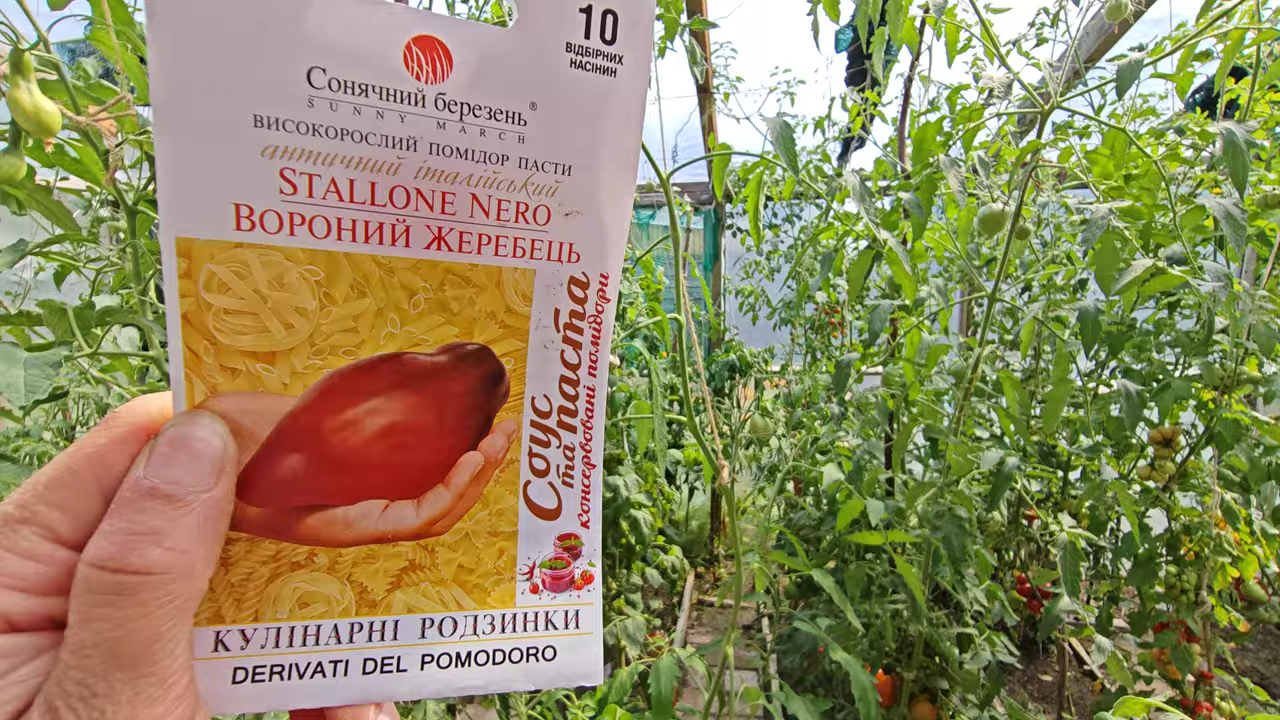 10
ВІДБІРНИХ
НАСІНИН
Сонячний березень®
SUNNY MARCH
ВИСОКОРОСЛИЙ ПОМІДОР ПАСТИ
античний італійський
STALLONE NERO
ВОРОНИЙ ЖЕРЕБЕЦЬ
Соус
та паста
консервовані помідори
КУЛІНАРНІ РОДЗИНКИ
DERIVATI DEL POMODORO